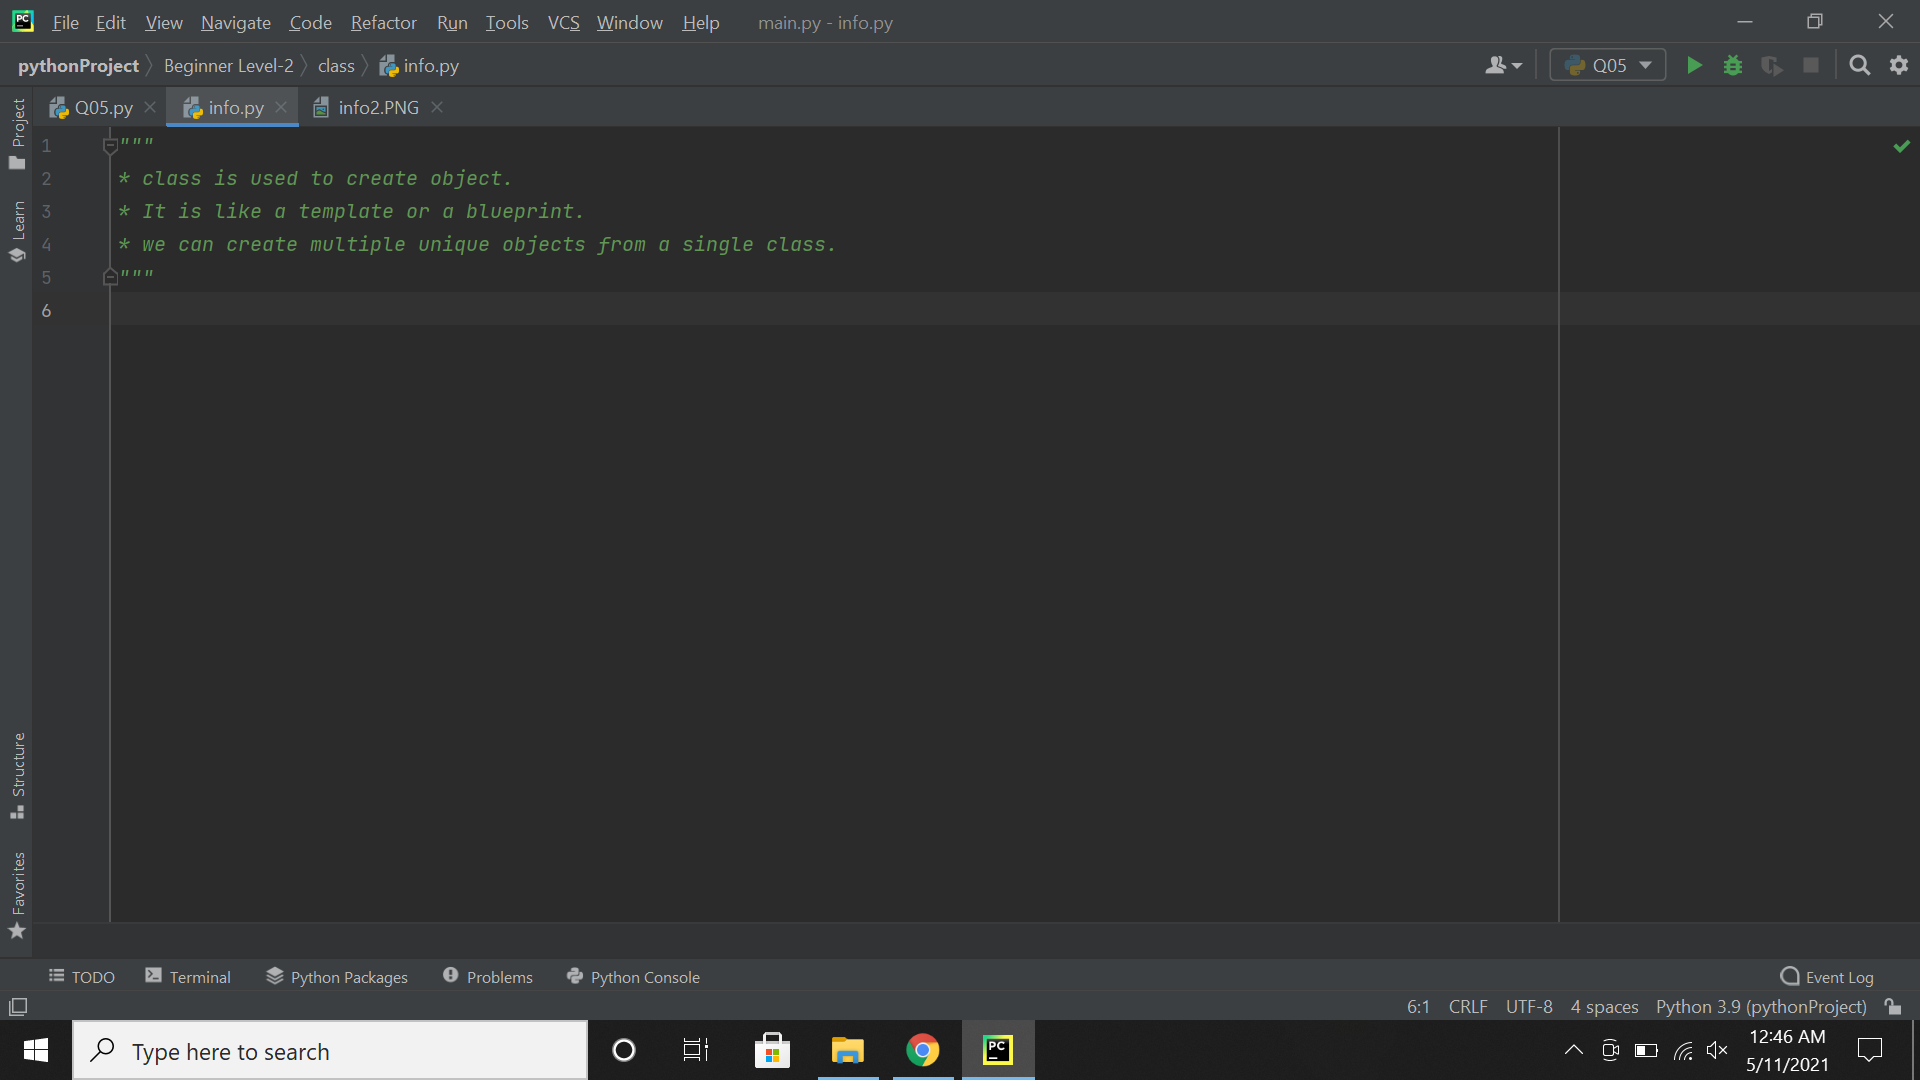 File Edit View Navigate Code Refactor Run Tools VCS Window Help main.py - info.py
pythonProject Beginner Level-2 class info.py Q05
Q05.py info.py info2.PNG
Project
Learn
1 """
2 * class is used to create object.
3 * It is like a template or a blueprint.
4 * we can create multiple unique objects from a single class.
5 """
6
Structure
Favorites
TODO Terminal Python Packages Problems Python Console Event Log
6:1 CRLF UTF-8 4 spaces Python 3.9 (pythonProject)
Type here to search
PC
12:46 AM
5/11/2021